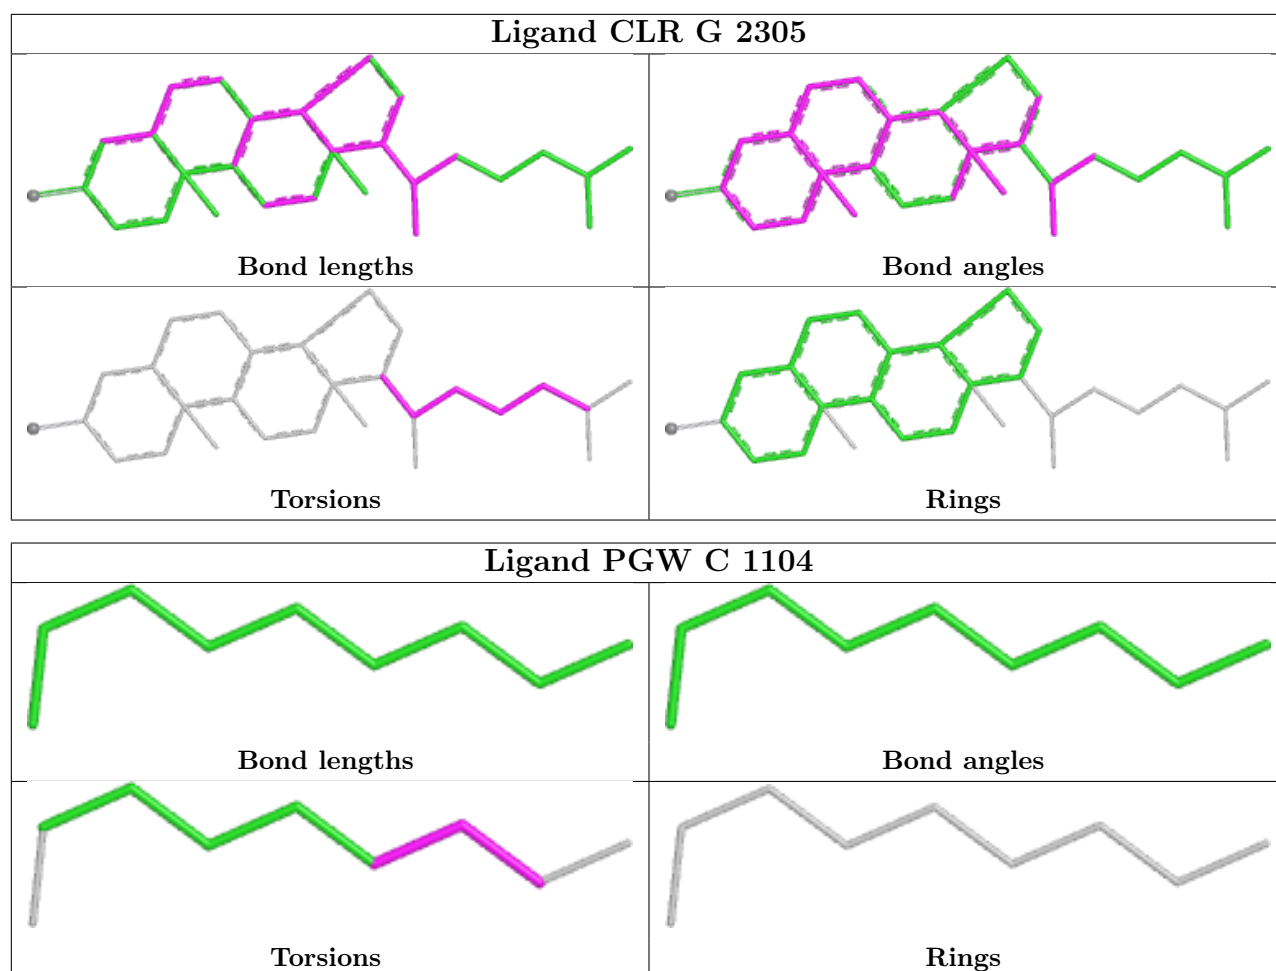 Ligand CLR G 2305
Bond lengths
Bond angles
Torsions
Rings
Ligand PGW C 1104
Bond lengths
Bond angles
Torsions
Rings